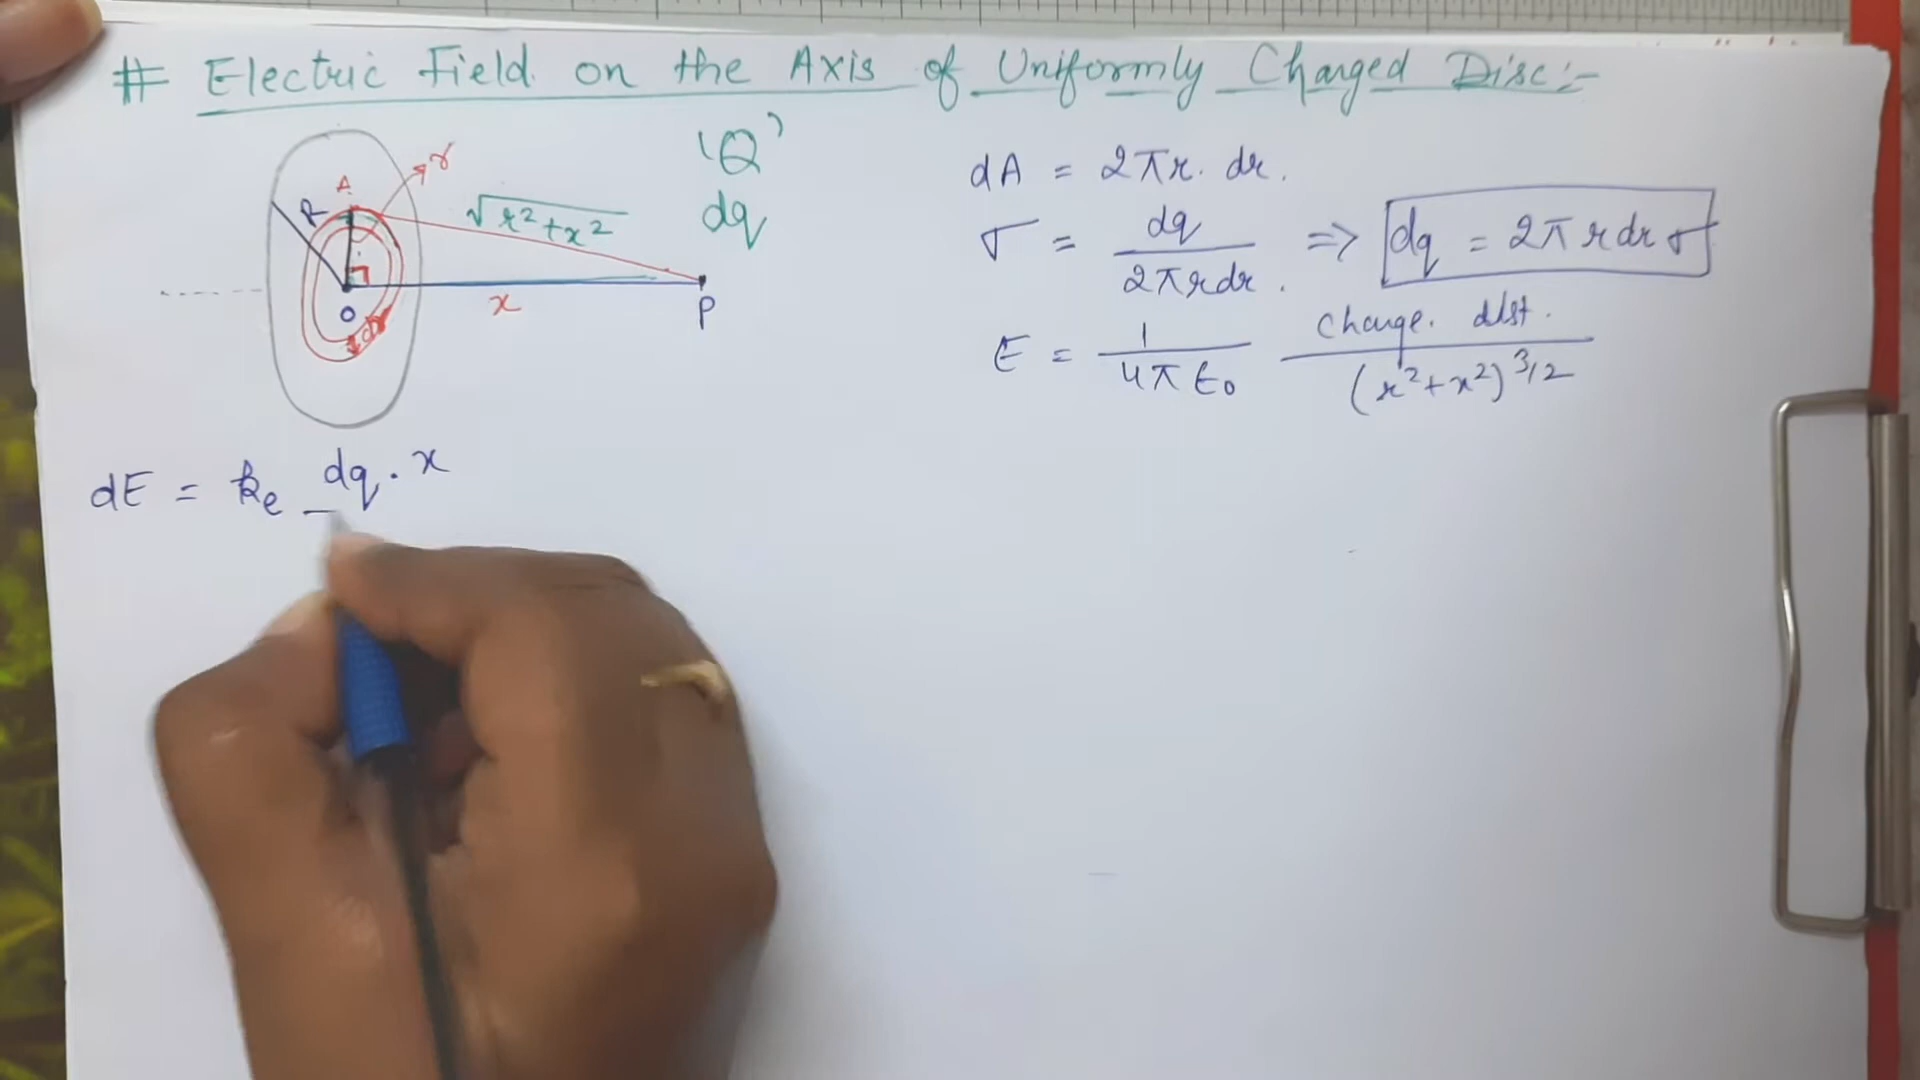 # Electric Field on the Axis of Uniformly Charged Disc :-
'Q'
dq
A
r
R
√r²+x²
O
dr
x
P
dA = 2πr. dr.
σ = dq / 2πrdr. => dq = 2πrdrσ
E = 1 / 4πε₀ charge. dist. / (r²+x²)^3/2
dE = ke dq . x